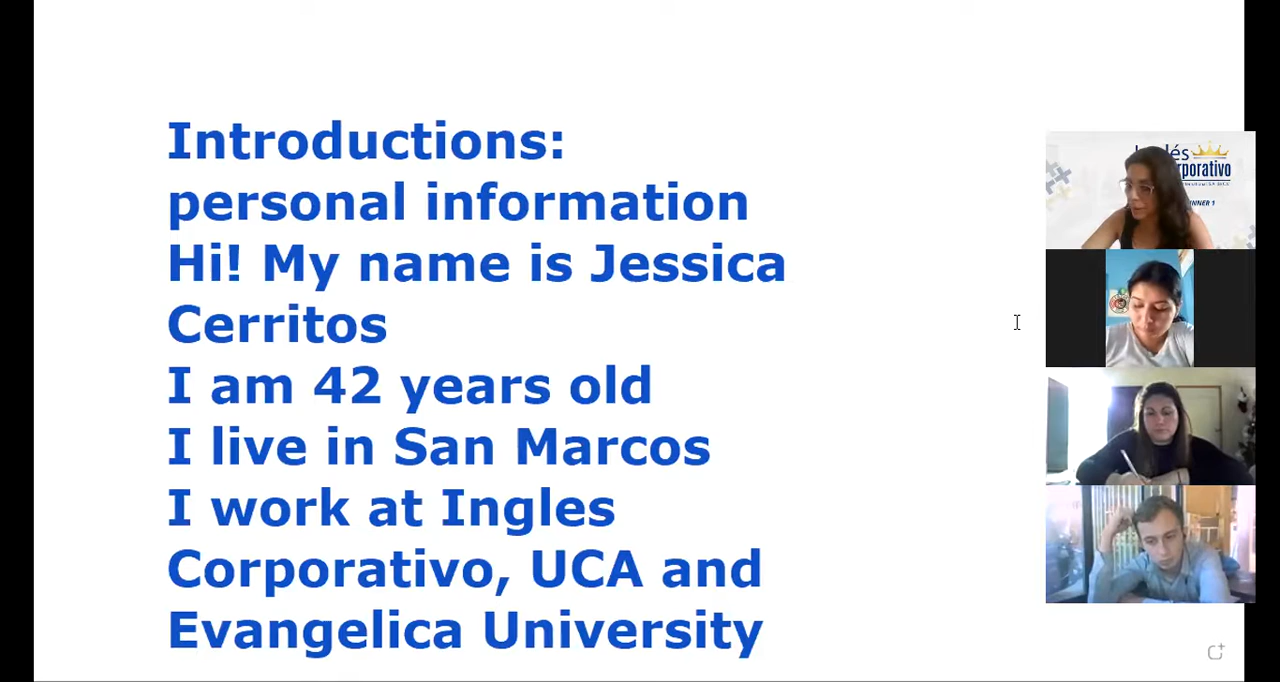 Introductions:
personal information
Hi! My name is Jessica
Cerritos
I am 42 years old
I live in San Marcos
I work at Ingles
Corporativo, UCA and
Evangelica University